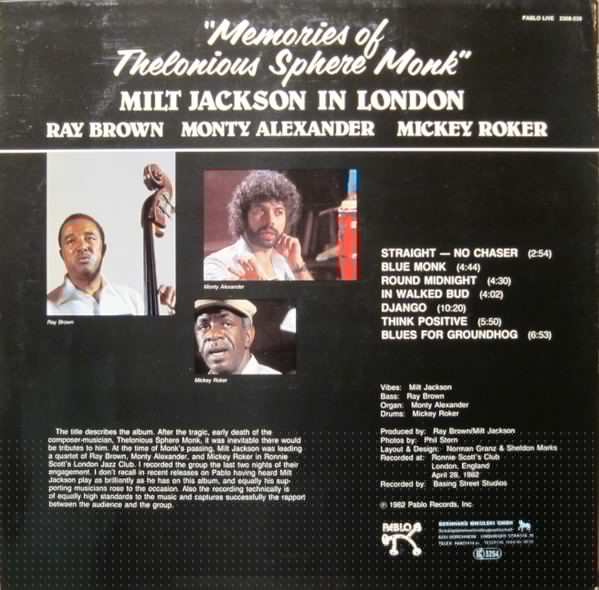 PABLO LIVE 2308-235
"Memories of
Thelonious Sphere Monk"
MILT JACKSON IN LONDON
RAY BROWN MONTY ALEXANDER MICKEY ROKER
Ray Brown
Monty Alexander
Mickey Roker
STRAIGHT — NO CHASER (2:54)
BLUE MONK (4:44)
ROUND MIDNIGHT (4:30)
IN WALKED BUD (4:02)
DJANGO (10:20)
THINK POSITIVE (5:50)
BLUES FOR GROUNDHOG (6:53)
Vibes: Milt Jackson
Bass: Ray Brown
Organ: Monty Alexander
Drums: Mickey Roker
The title describes the album. After the tragic, early death of the
composer-musician, Thelonious Sphere Monk, it was inevitable there would
be tributes to him. At the time of Monk's passing, Milt Jackson was leading
a quartet of Ray Brown, Monty Alexander, and Mickey Roker in Ronnie
Scott's London Jazz Club. I recorded the group the last two nights of their
engagement. I don't recall in recent releases on Pablo having heard Milt
Jackson play as brilliantly as he has on this album, and equally his sup-
porting musicians rose to the occasion. Also the recording technically is
of equally high standards to the music and captures successfully the rapport
between the audience and the group.
Produced by: Ray Brown/Milt Jackson
Photos by: Phil Stern
Layout & Design: Norman Granz & Sheldon Marks
Recorded at: Ronnie Scott's Club
London, England
April 28, 1982
Recorded by: Basing Street Studios
℗ 1982 Pablo Records, Inc.
PABLO